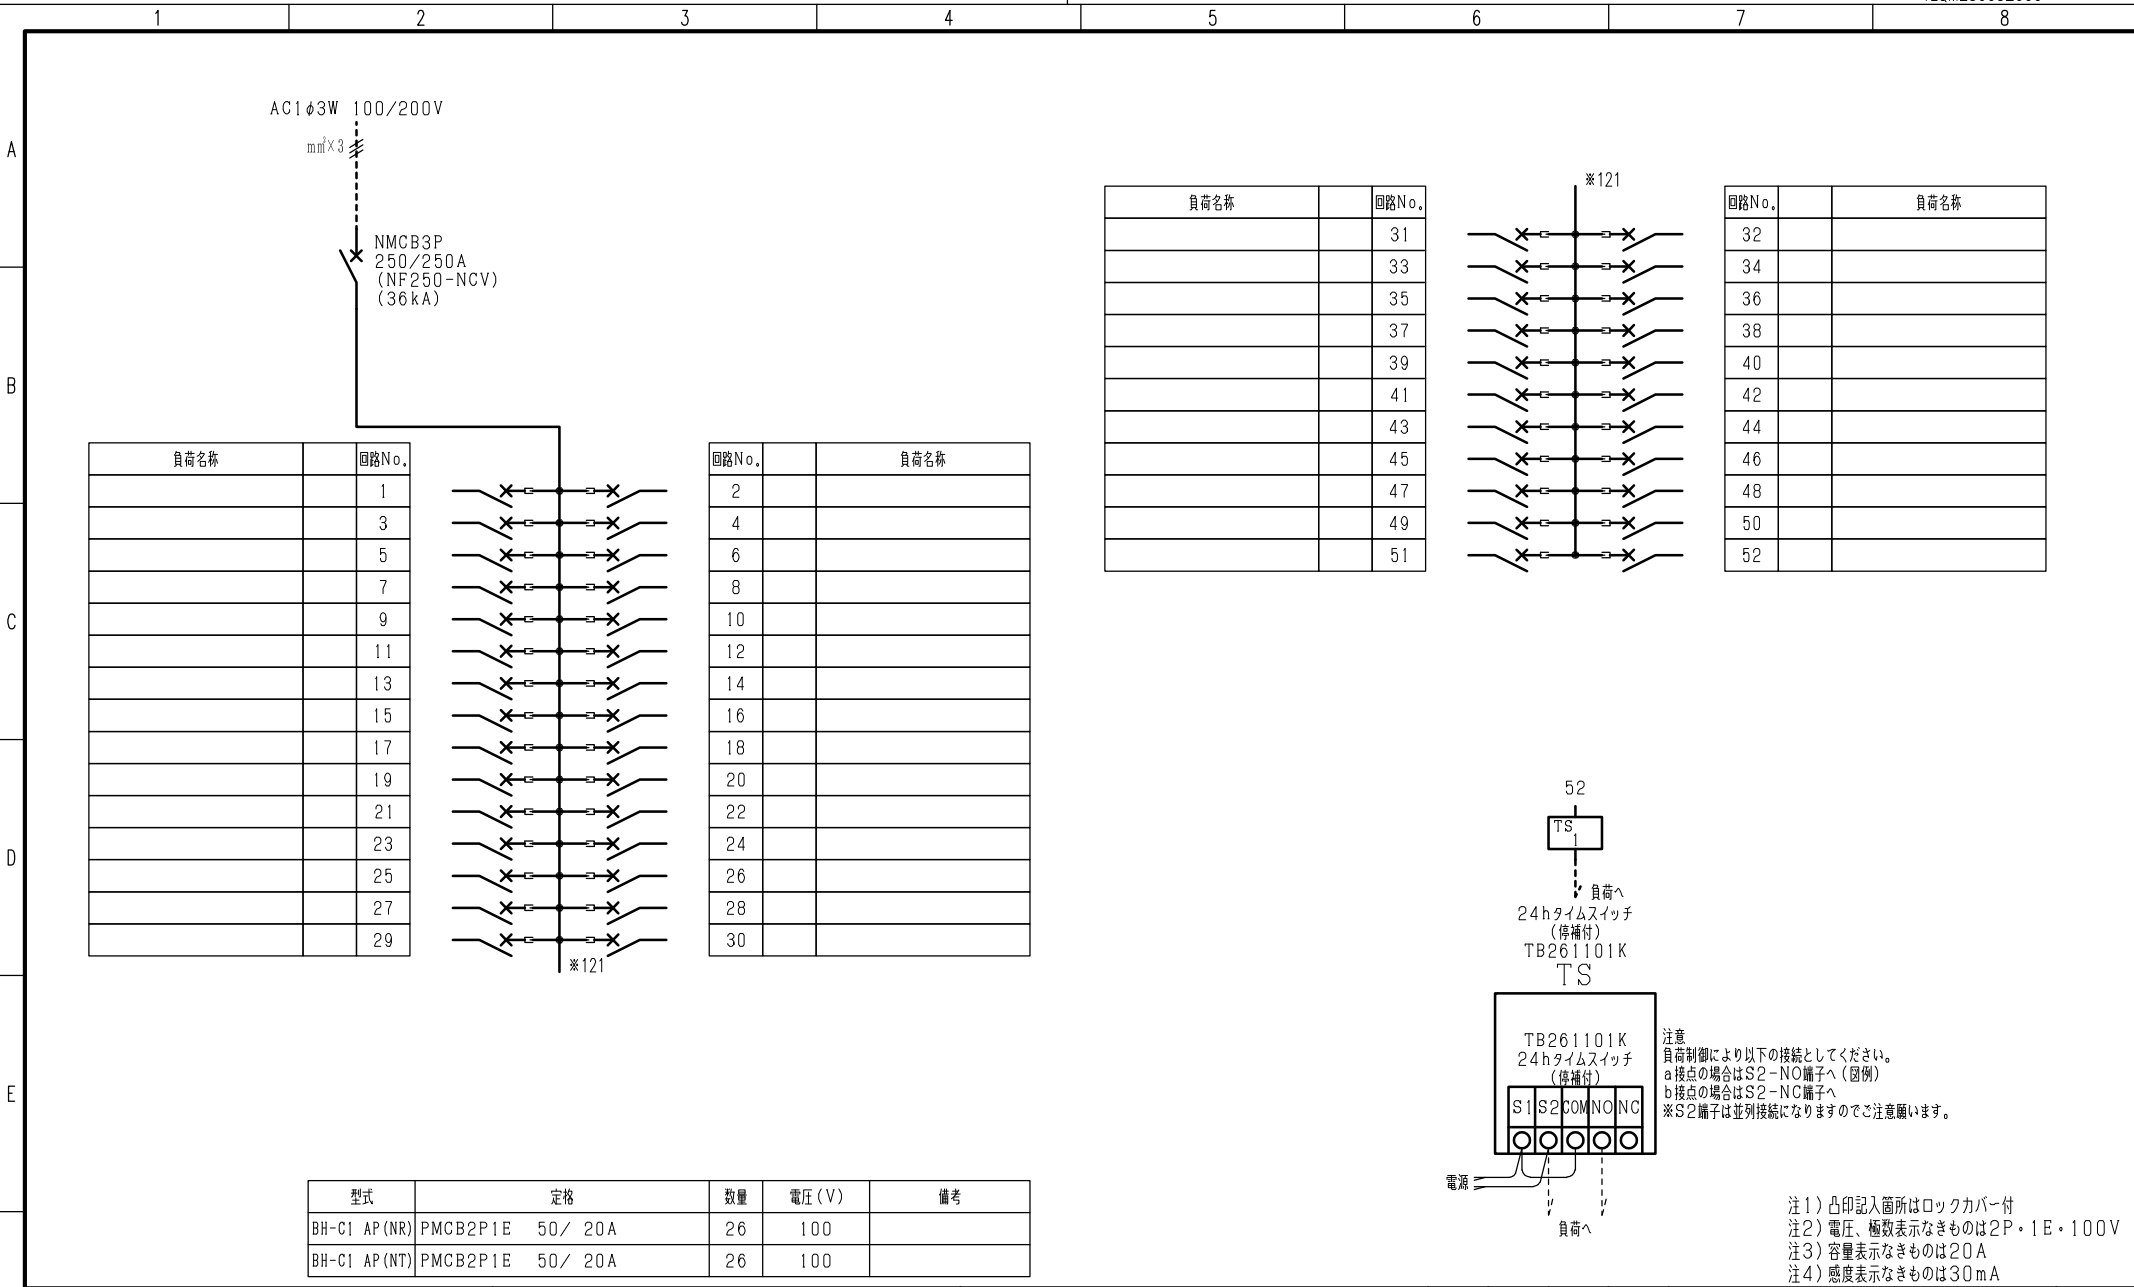 1 2 3 4 5 6 7 8
A
B
C
D
E
AC1φ3W 100/200V
mm²×3
NMCB3P
250/250A
(NF250-NCV)
(36kA)
負荷名称 回路No. 回路No. 負荷名称
1 2
3 4
5 6
7 8
9 10
11 12
13 14
15 16
17 18
19 20
21 22
23 24
25 26
27 28
29 30
※121
※121
負荷名称 回路No. 回路No. 負荷名称
31 32
33 34
35 36
37 38
39 40
41 42
43 44
45 46
47 48
49 50
51 52
52
TS
1
負荷へ
24hタイムスイッチ
(停補付)
TB261101K
TS
TB261101K
24hタイムスイッチ
(停補付)
S1 S2 COM NO NC
電源
負荷へ
注意
負荷制御により以下の接続としてください。
a接点の場合はS2-NO端子へ(図例)
b接点の場合はS2-NC端子へ
※S2端子は並列接続になりますのでご注意願います。
型式 定格 数量 電圧(V) 備考
BH-C1 AP(NR) PMCB2P1E 50/ 20A 26 100
BH-C1 AP(NT) PMCB2P1E 50/ 20A 26 100
注1)凸印記入箇所はロックカバー付
注2)電圧、極数表示なきものは2P・1E・100V
注3)容量表示なきものは20A
注4)感度表示なきものは30mA